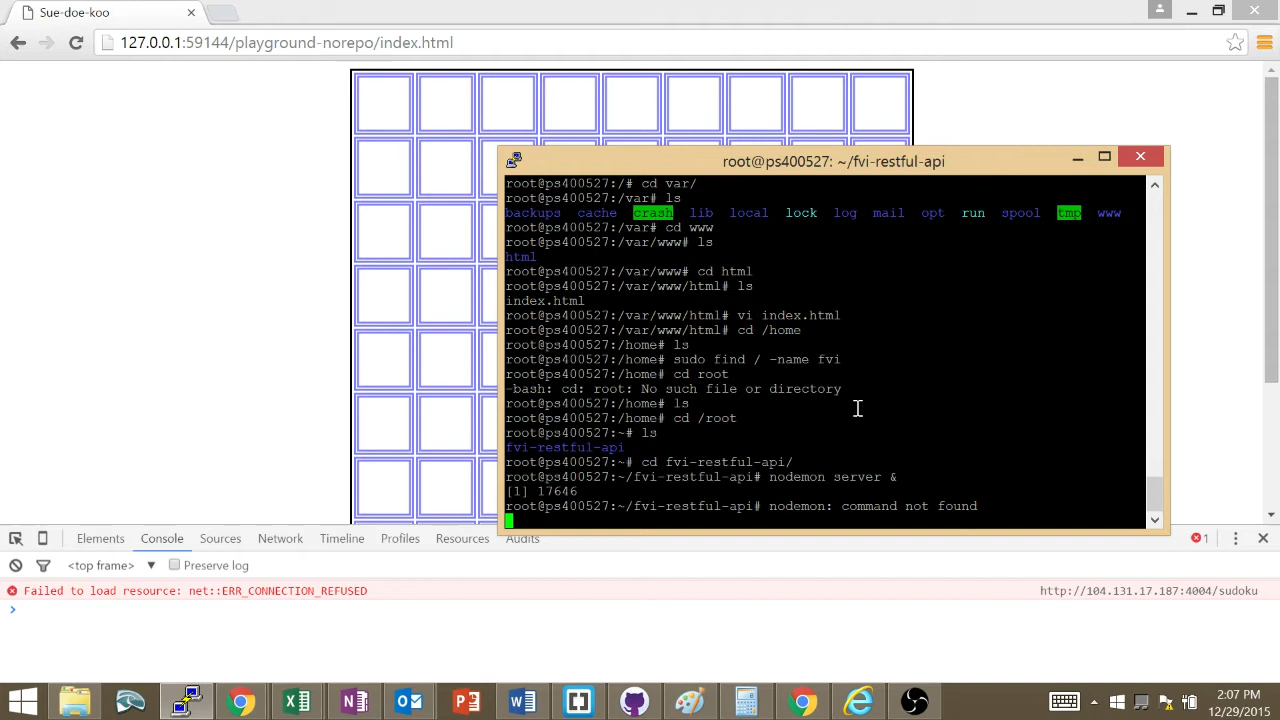 Sue-doe-koo
127.0.0.1:59144/playground-norepo/index.html
root@ps400527: ~/fvi-restful-api
root@ps400527:/# cd var/
root@ps400527:/var# ls
backups cache crash lib local lock log mail opt run spool tmp www
root@ps400527:/var# cd www
root@ps400527:/var/www# ls
html
root@ps400527:/var/www# cd html
root@ps400527:/var/www/html# ls
index.html
root@ps400527:/var/www/html# vi index.html
root@ps400527:/var/www/html# cd /home
root@ps400527:/home# ls
root@ps400527:/home# sudo find / -name fvi
root@ps400527:/home# cd root
-bash: cd: root: No such file or directory
root@ps400527:/home# ls
root@ps400527:/home# cd /root
root@ps400527:~# ls
fvi-restful-api
root@ps400527:~# cd fvi-restful-api/
root@ps400527:~/fvi-restful-api# nodemon server &
[1] 17646
root@ps400527:~/fvi-restful-api# nodemon: command not found
Elements Console Sources Network Timeline Profiles Resources Audits 1
<top frame> Preserve log
Failed to load resource: net::ERR_CONNECTION_REFUSED http://104.131.17.187:4004/sudoku
2:07 PM
12/29/2015